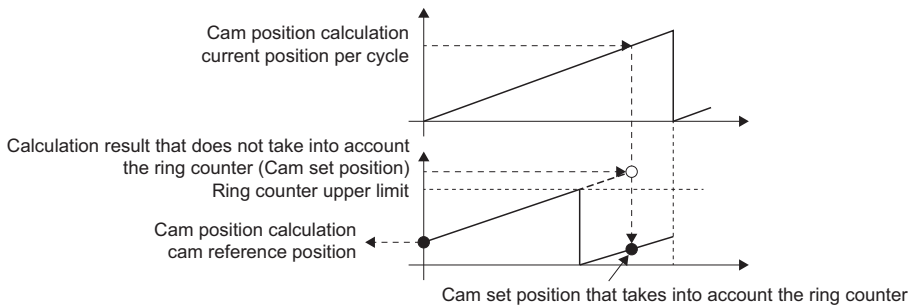 Cam position calculation
current position per cycle
Calculation result that does not take into account
the ring counter (Cam set position)
Ring counter upper limit
Cam position calculation
cam reference position
Cam set position that takes into account the ring counter